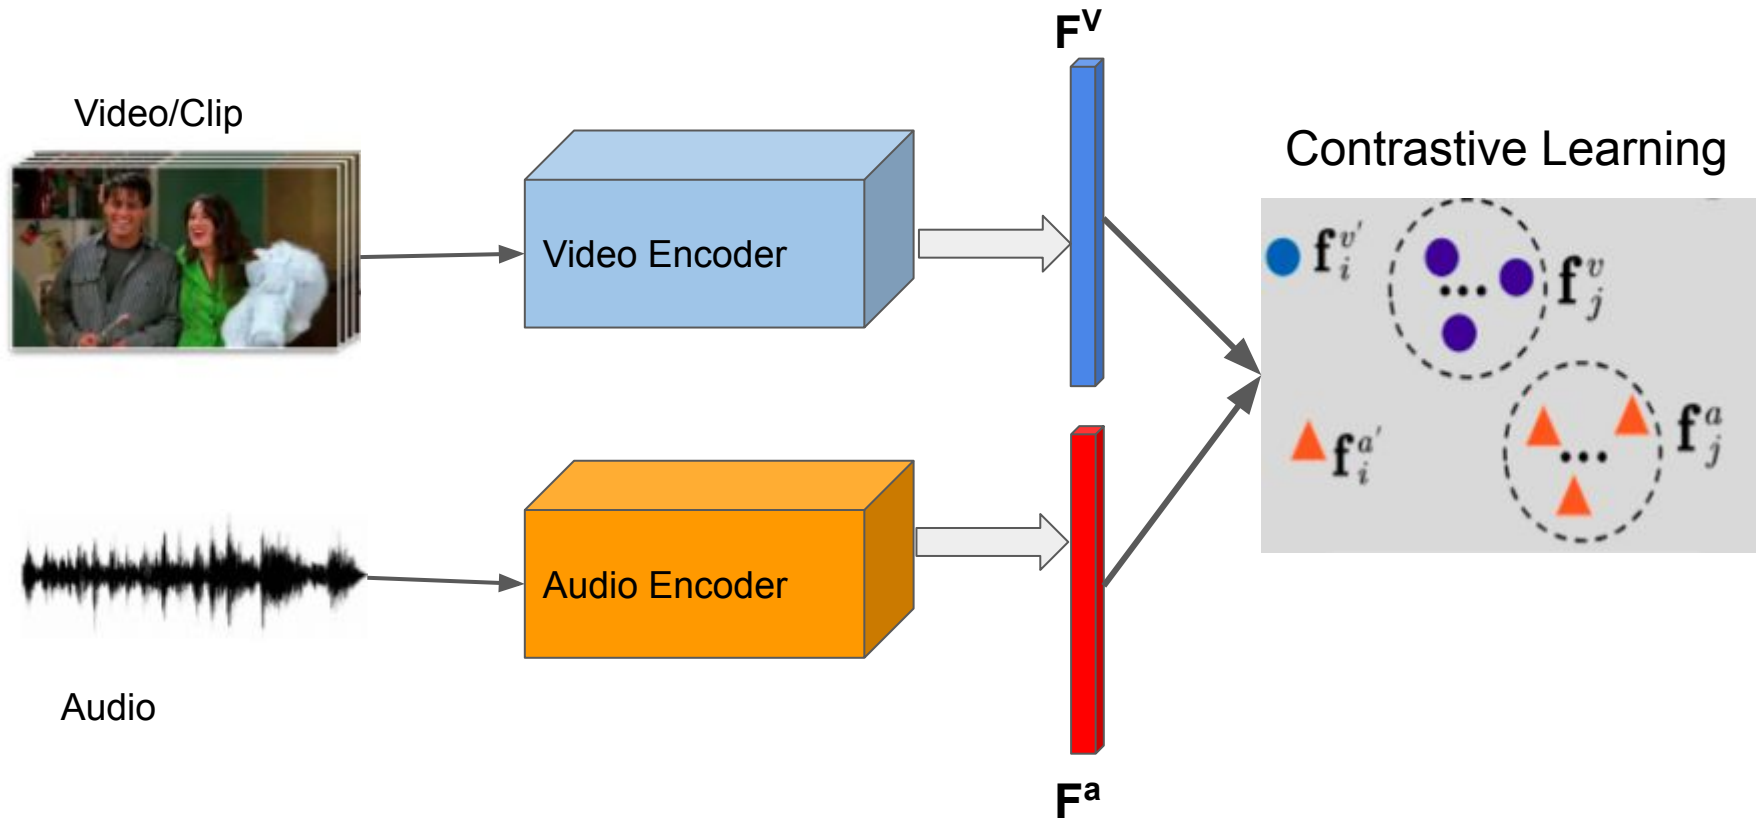 Video/Clip
Video Encoder
F^V
Contrastive Learning
f_i^{v'}
... f_j^v
f_i^{a'}
... f_j^a
Audio Encoder
Audio
F^a